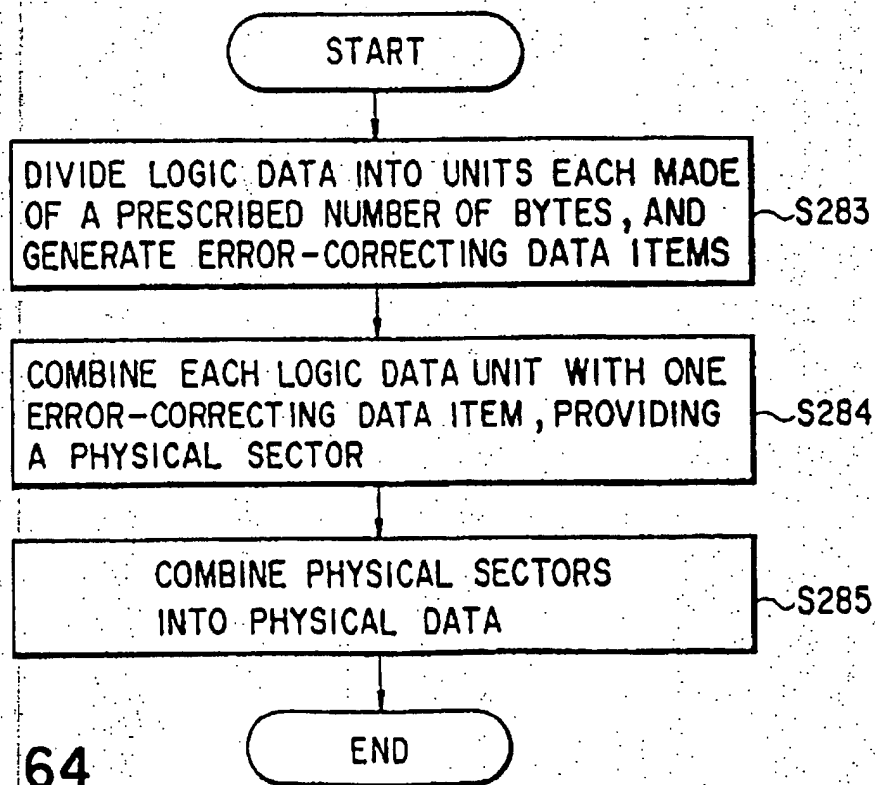 START
DIVIDE LOGIC DATA INTO UNITS EACH MADE
OF A PRESCRIBED NUMBER OF BYTES, AND
GENERATE ERROR-CORRECTING DATA ITEMS
S283
COMBINE EACH LOGIC DATA UNIT WITH ONE
ERROR-CORRECTING DATA ITEM, PROVIDING
A PHYSICAL SECTOR
S284
COMBINE PHYSICAL SECTORS
INTO PHYSICAL DATA
S285
END
64